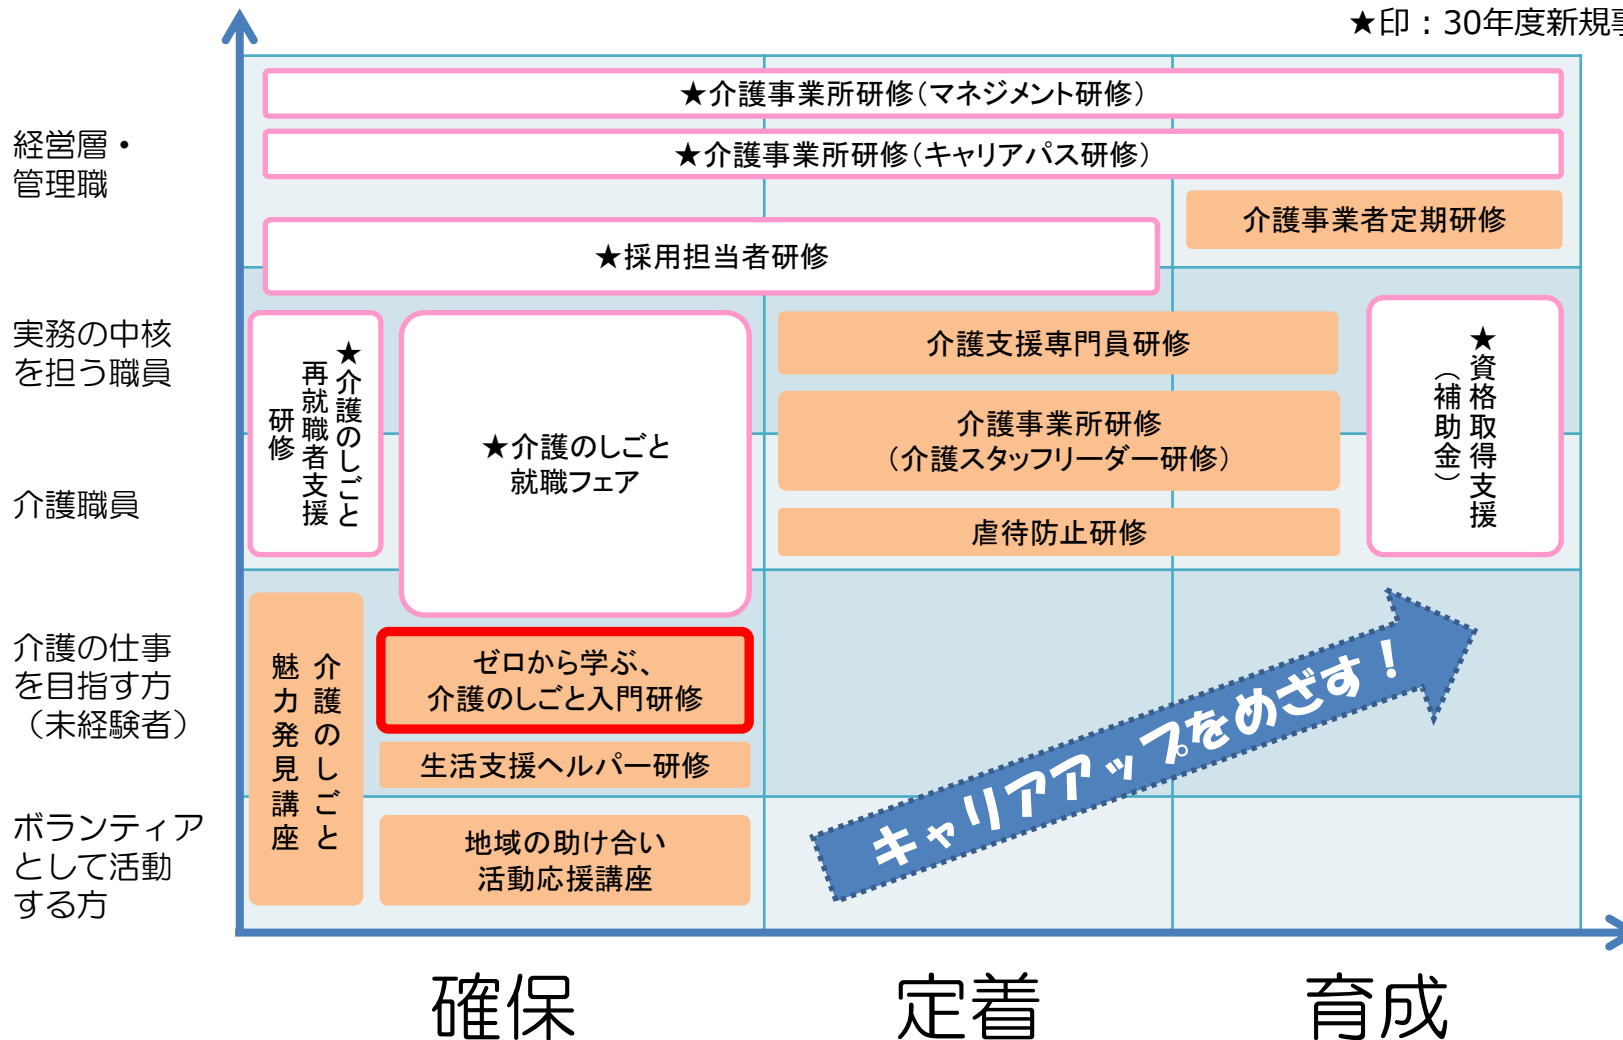 ★印：30年度新規事
★介護事業所研修（マネジメント研修）
経営層・
管理職
★介護事業所研修（キャリアパス研修）
介護事業者定期研修
★採用担当者研修
実務の中核
を担う職員
★介護のしごと
再就職者支援
研修
★介護のしごと
就職フェア
介護支援専門員研修
★資格取得支援
（補助金）
介護事業所研修
（介護スタッフリーダー研修）
介護職員
虐待防止研修
介護の仕事
を目指す方
（未経験者）
介護のしごと
魅力発見講座
ゼロから学ぶ、
介護のしごと入門研修
生活支援ヘルパー研修
キャリアアップをめざす！
ボランティア
として活動
する方
地域の助け合い
活動応援講座
確保
定着
育成